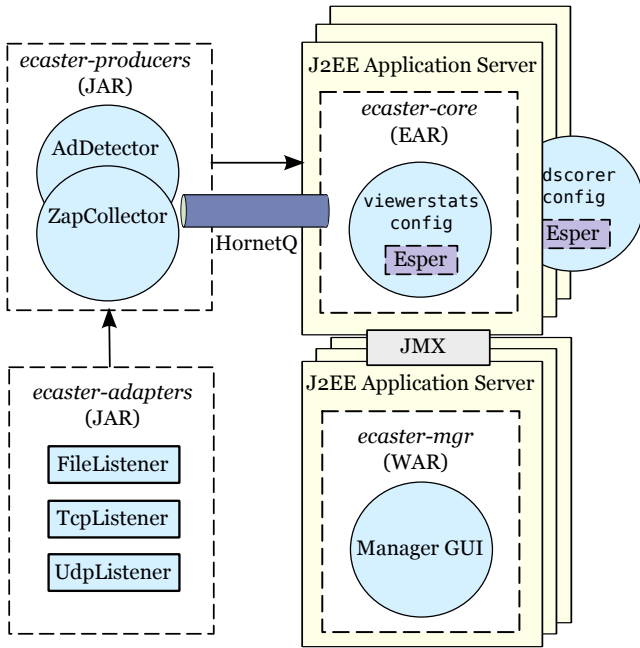 ecaster-producers
(JAR)
AdDetector
ZapCollector
HornetQ
J2EE Application Server
ecaster-core
(EAR)
viewerstats
config
Esper
dscorer
config
Esper
JMX
ecaster-adapters
(JAR)
FileListener
TcpListener
UdpListener
J2EE Application Server
ecaster-mgr
(WAR)
Manager GUI